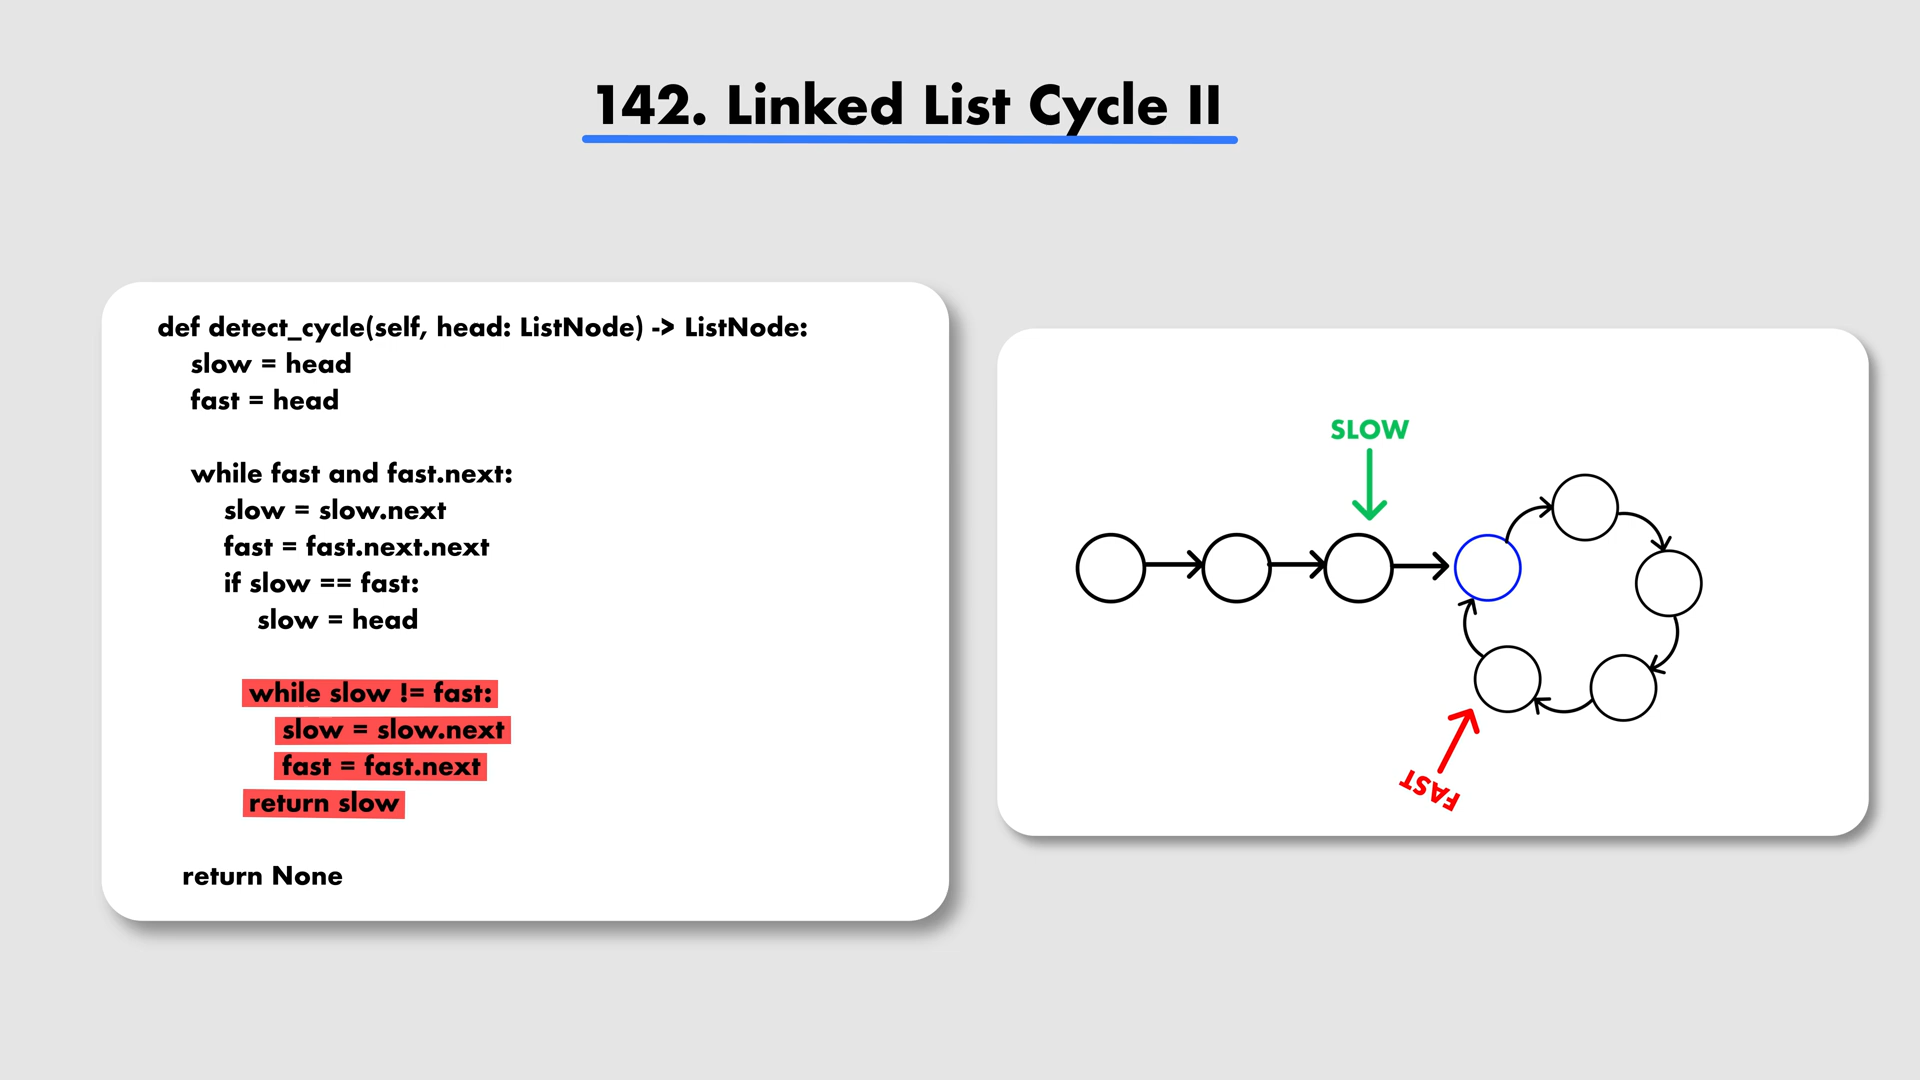 142. Linked List Cycle II
def detect_cycle(self, head: ListNode) -> ListNode:
slow = head
fast = head
while fast and fast.next:
slow = slow.next
fast = fast.next.next
if slow == fast:
slow = head
while slow != fast:
slow = slow.next
fast = fast.next
return slow
return None
SLOW
FAST